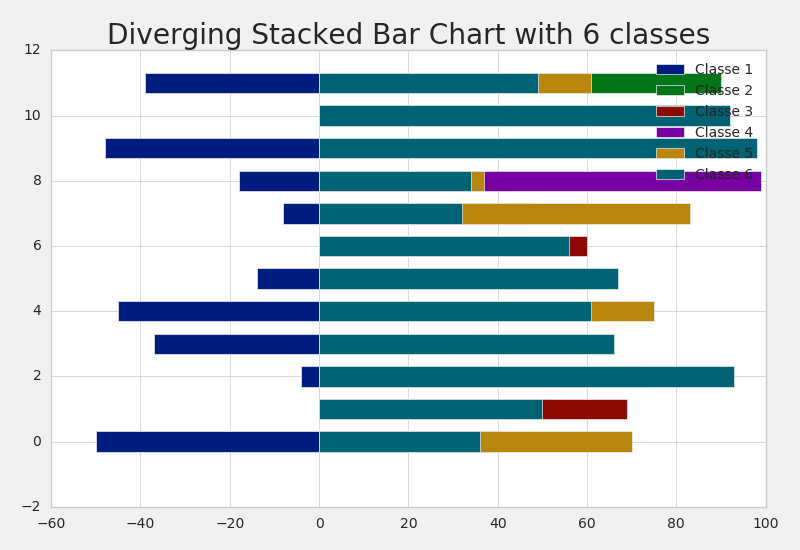 Diverging Stacked Bar Chart with 6 classes
12
10
8
6
4
2
0
−2
−60 −40 −20 0 20 40 60 80 100
Classe 1
Classe 2
Classe 3
Classe 4
Classe 5
Classe 6